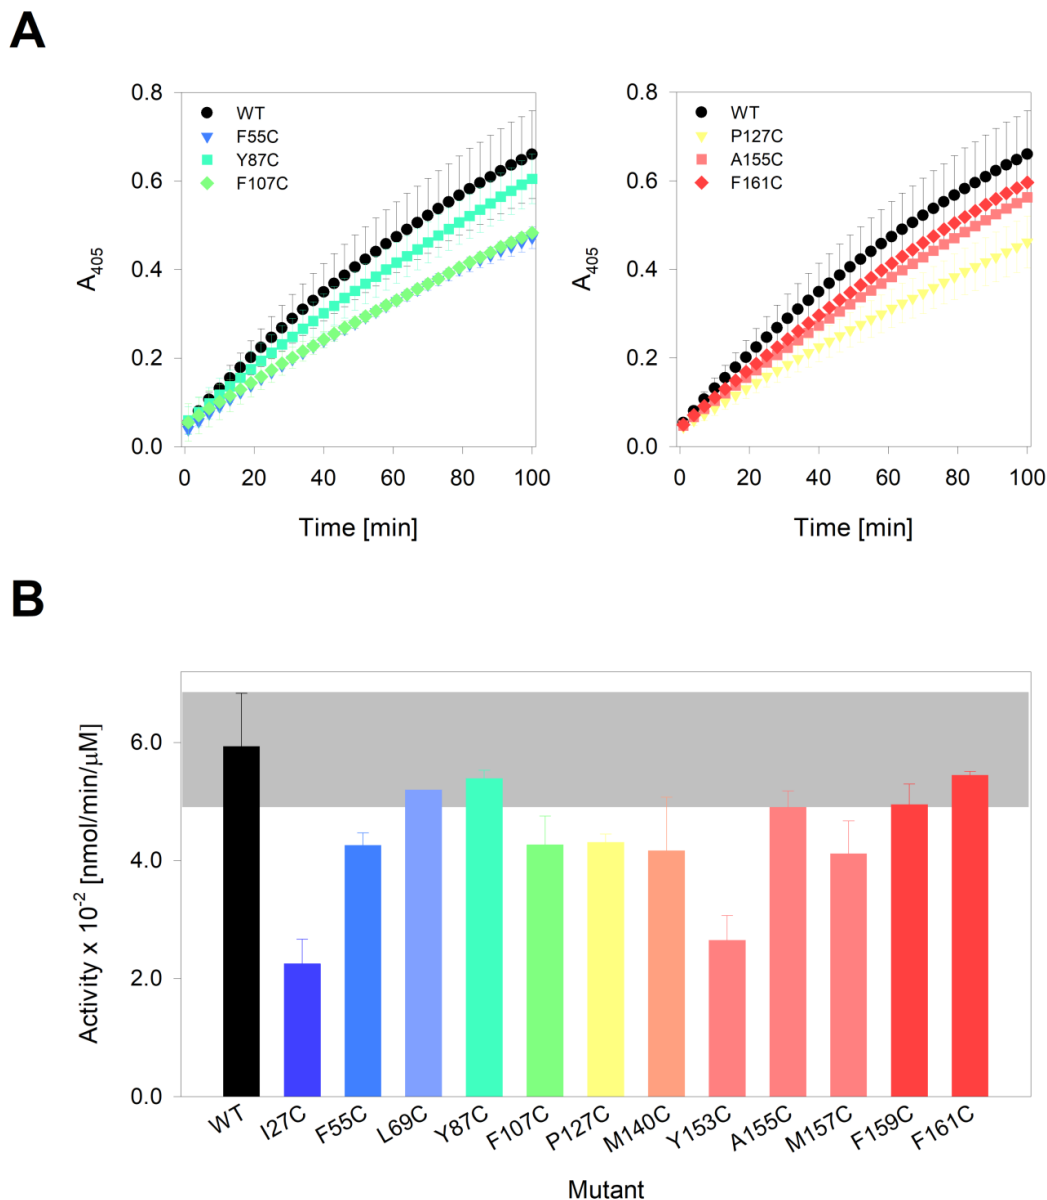 A
0.8
0.6
0.4
0.2
0.0
A405
WT
F55C
Y87C
F107C
0 20 40 60 80 100
Time [min]
0.8
0.6
0.4
0.2
0.0
A405
WT
P127C
A155C
F161C
0 20 40 60 80 100
Time [min]
B
Activity x 10-2 [nmol/min/μM]
6.0
4.0
2.0
0.0
WT I27C F55C L69C Y87C F107C P127C M140C Y153C A155C M157C F159C F161C
Mutant